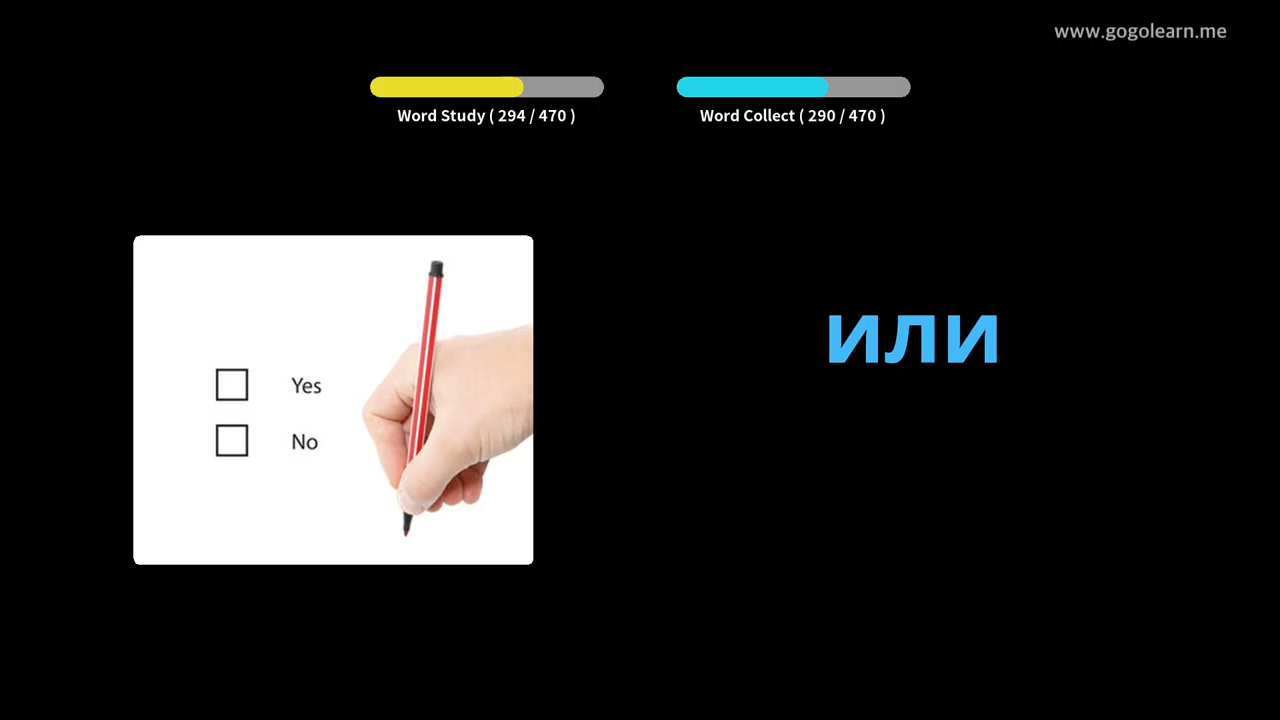 www.gogolearn.me
Word Study ( 294 / 470 )
Word Collect ( 290 / 470 )
Yes
No
или